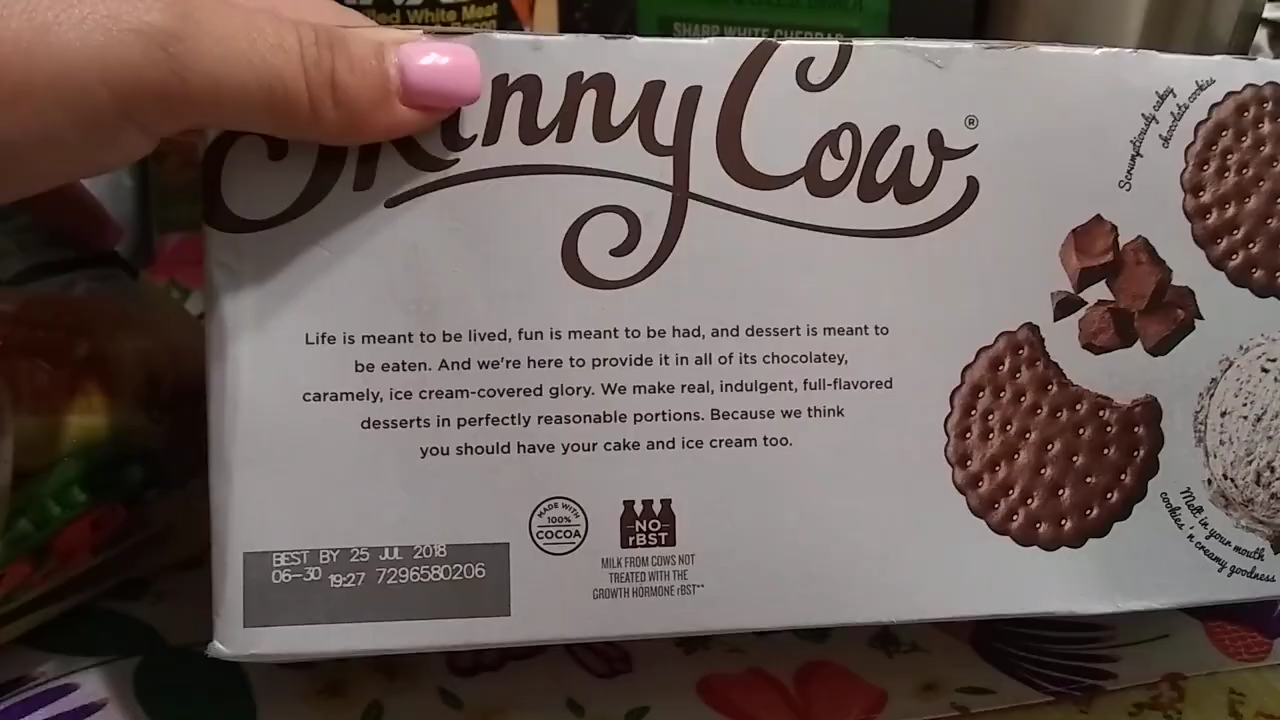 White Meat
SHARP WHITE CHEDDAR
Skinny Cow®
Scrumptiously cakey
chocolate cookies
Life is meant to be lived, fun is meant to be had, and dessert is meant to
be eaten. And we're here to provide it in all of its chocolatey,
caramely, ice cream-covered glory. We make real, indulgent, full-flavored
desserts in perfectly reasonable portions. Because we think
you should have your cake and ice cream too.
MADE WITH
100%
COCOA
NO
rBST
MILK FROM COWS NOT
TREATED WITH THE
GROWTH HORMONE rBST**
BEST BY 25 JUL 2018
06-30 19:27 7296580206
Melt in your mouth
cookies 'n creamy goodness